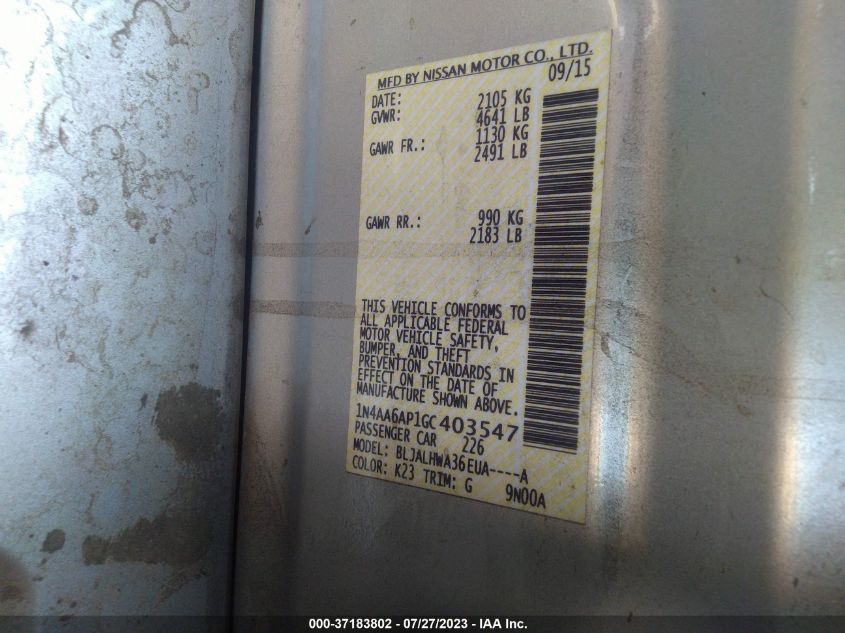 MFD BY NISSAN MOTOR CO., LTD.
DATE: 09/15
GVWR: 2105 KG
4641 LB
GAWR FR.: 1130 KG
2491 LB
GAWR RR.: 990 KG
2183 LB
THIS VEHICLE CONFORMS TO
ALL APPLICABLE FEDERAL
MOTOR VEHICLE SAFETY,
BUMPER, AND THEFT
PREVENTION STANDARDS IN
EFFECT ON THE DATE OF
MANUFACTURE SHOWN ABOVE.
1N4AA6AP1GC403547
PASSENGER CAR 226
MODEL: BLJALHWA36EUA----A
COLOR: K23 TRIM: G 9N00A
000-37183802 - 07/27/2023 - IAA Inc.